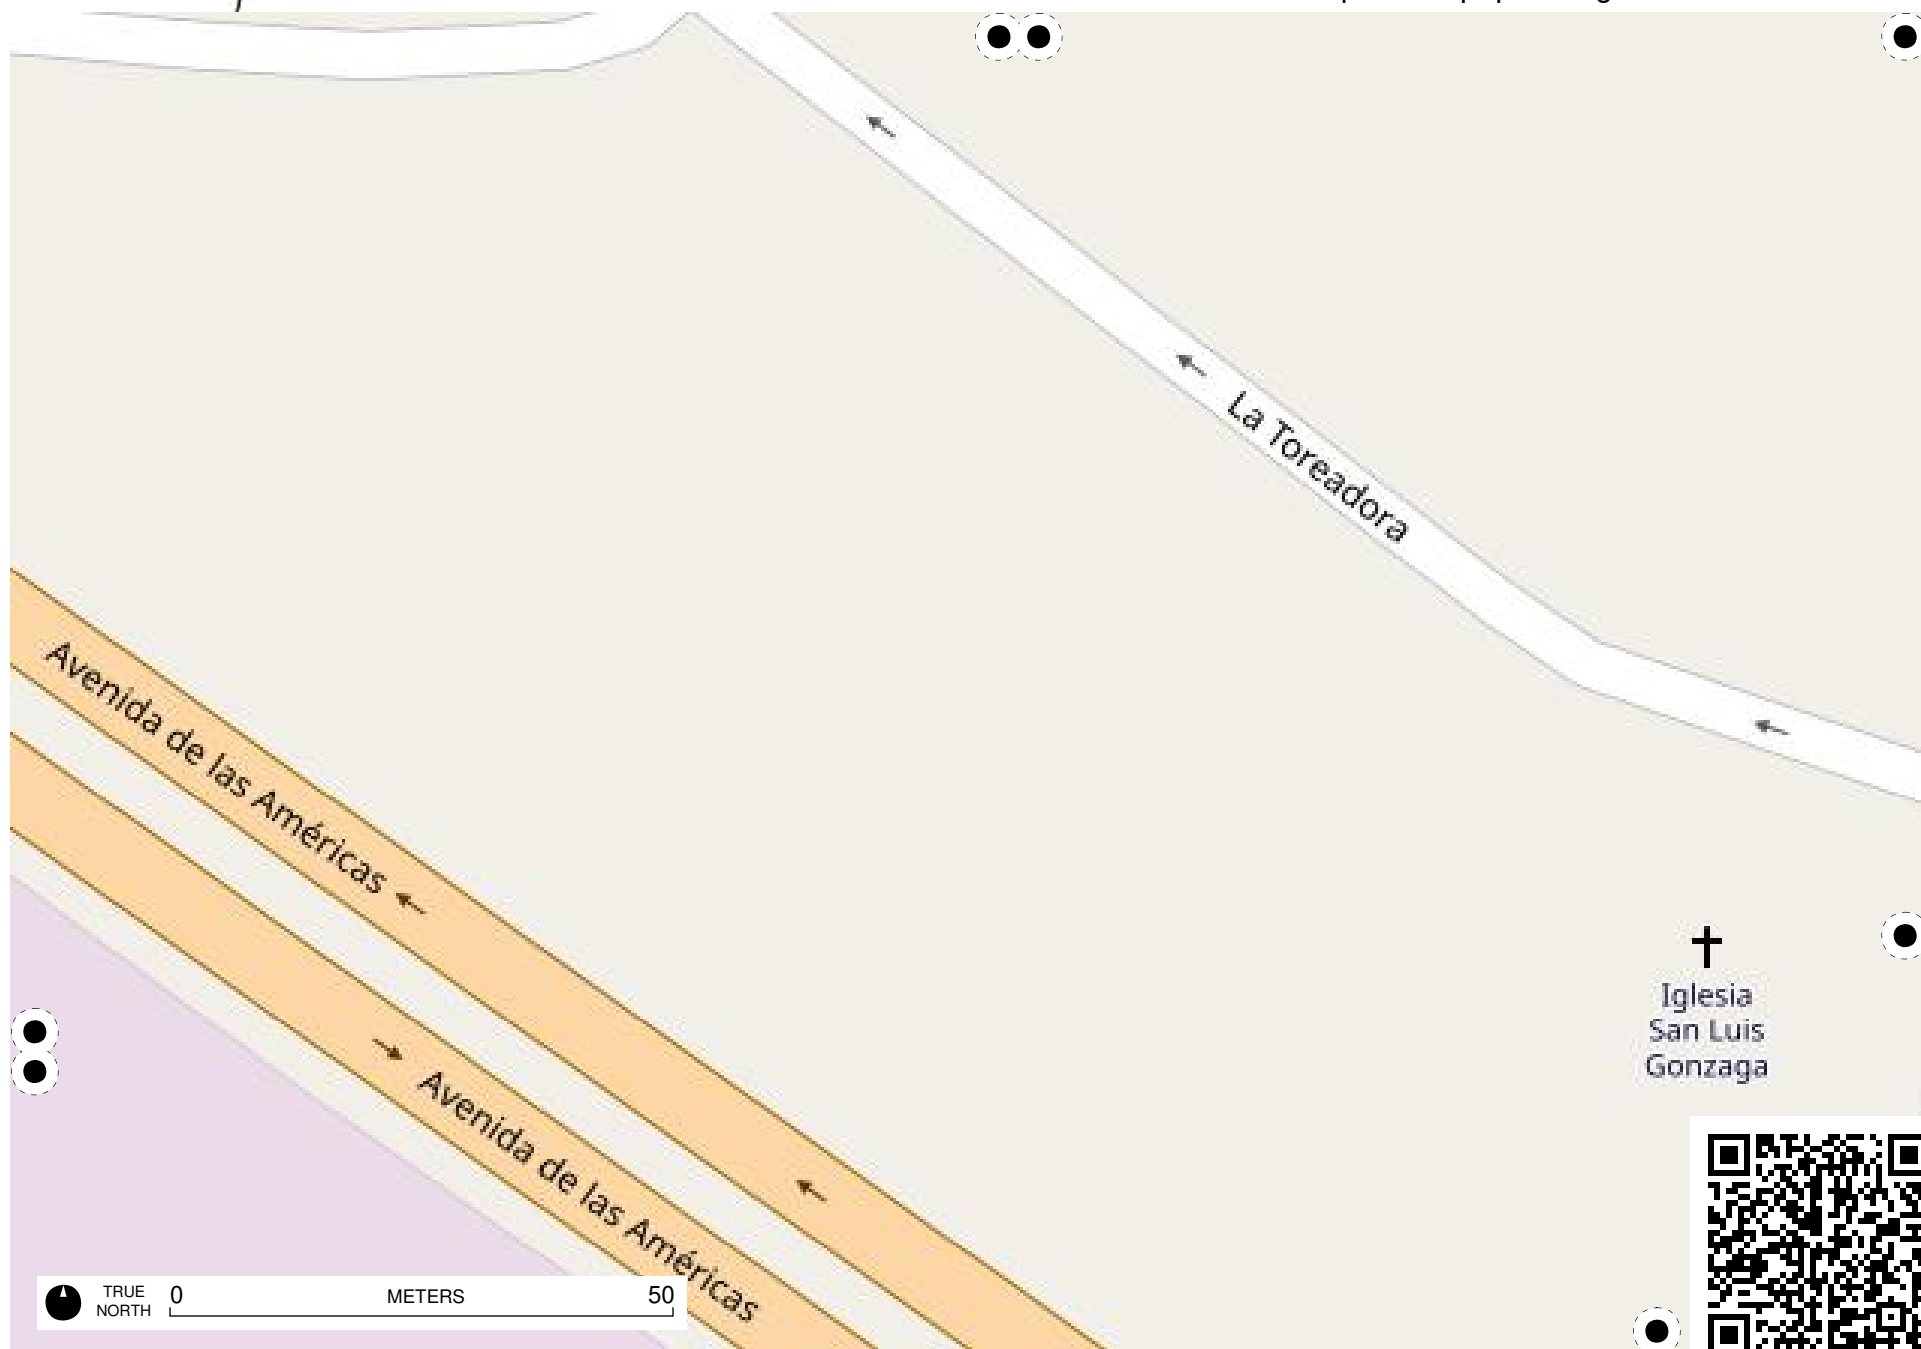 La Toreadora
Avenida de las Américas
Iglesia
San Luis
Gonzaga
Avenida de las Américas
TRUE
NORTH
0
METERS
50